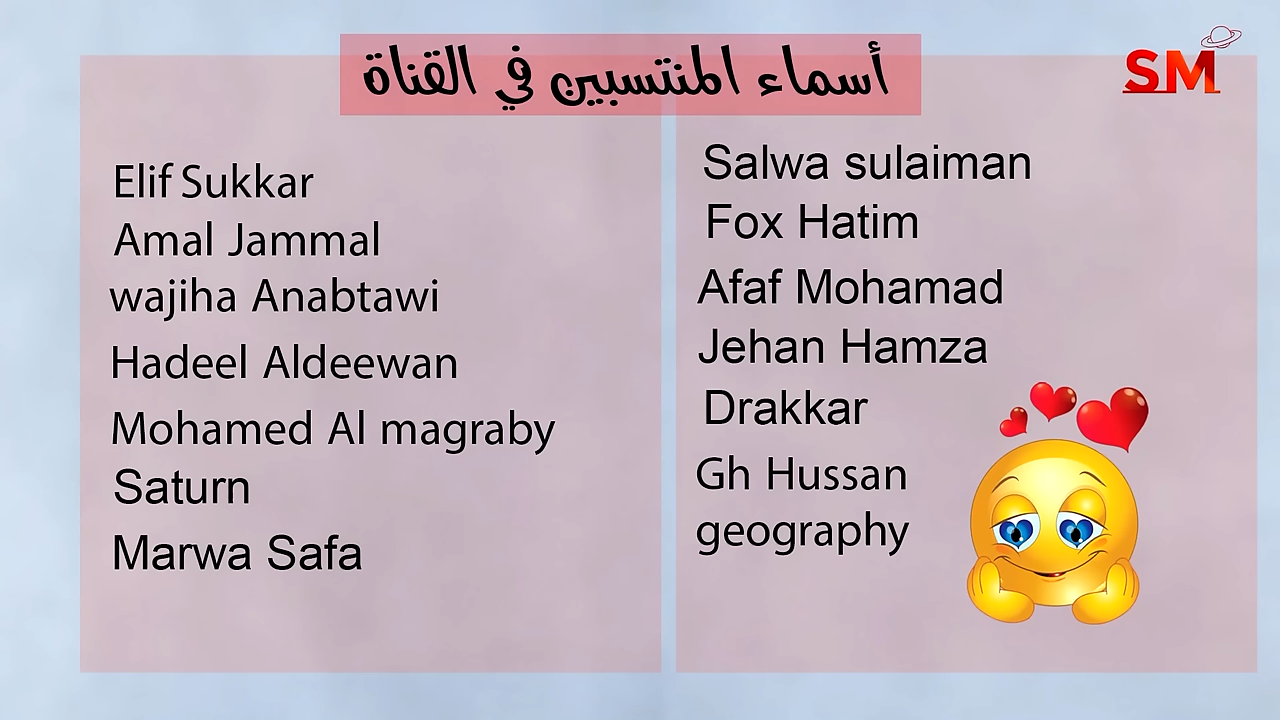 أسماء المنتسبين في القناة
SM
Elif Sukkar
Amal Jammal
wajiha Anabtawi
Hadeel Aldeewan
Mohamed Al magraby
Saturn
Marwa Safa
Salwa sulaiman
Fox Hatim
Afaf Mohamad
Jehan Hamza
Drakkar
Gh Hussan
geography